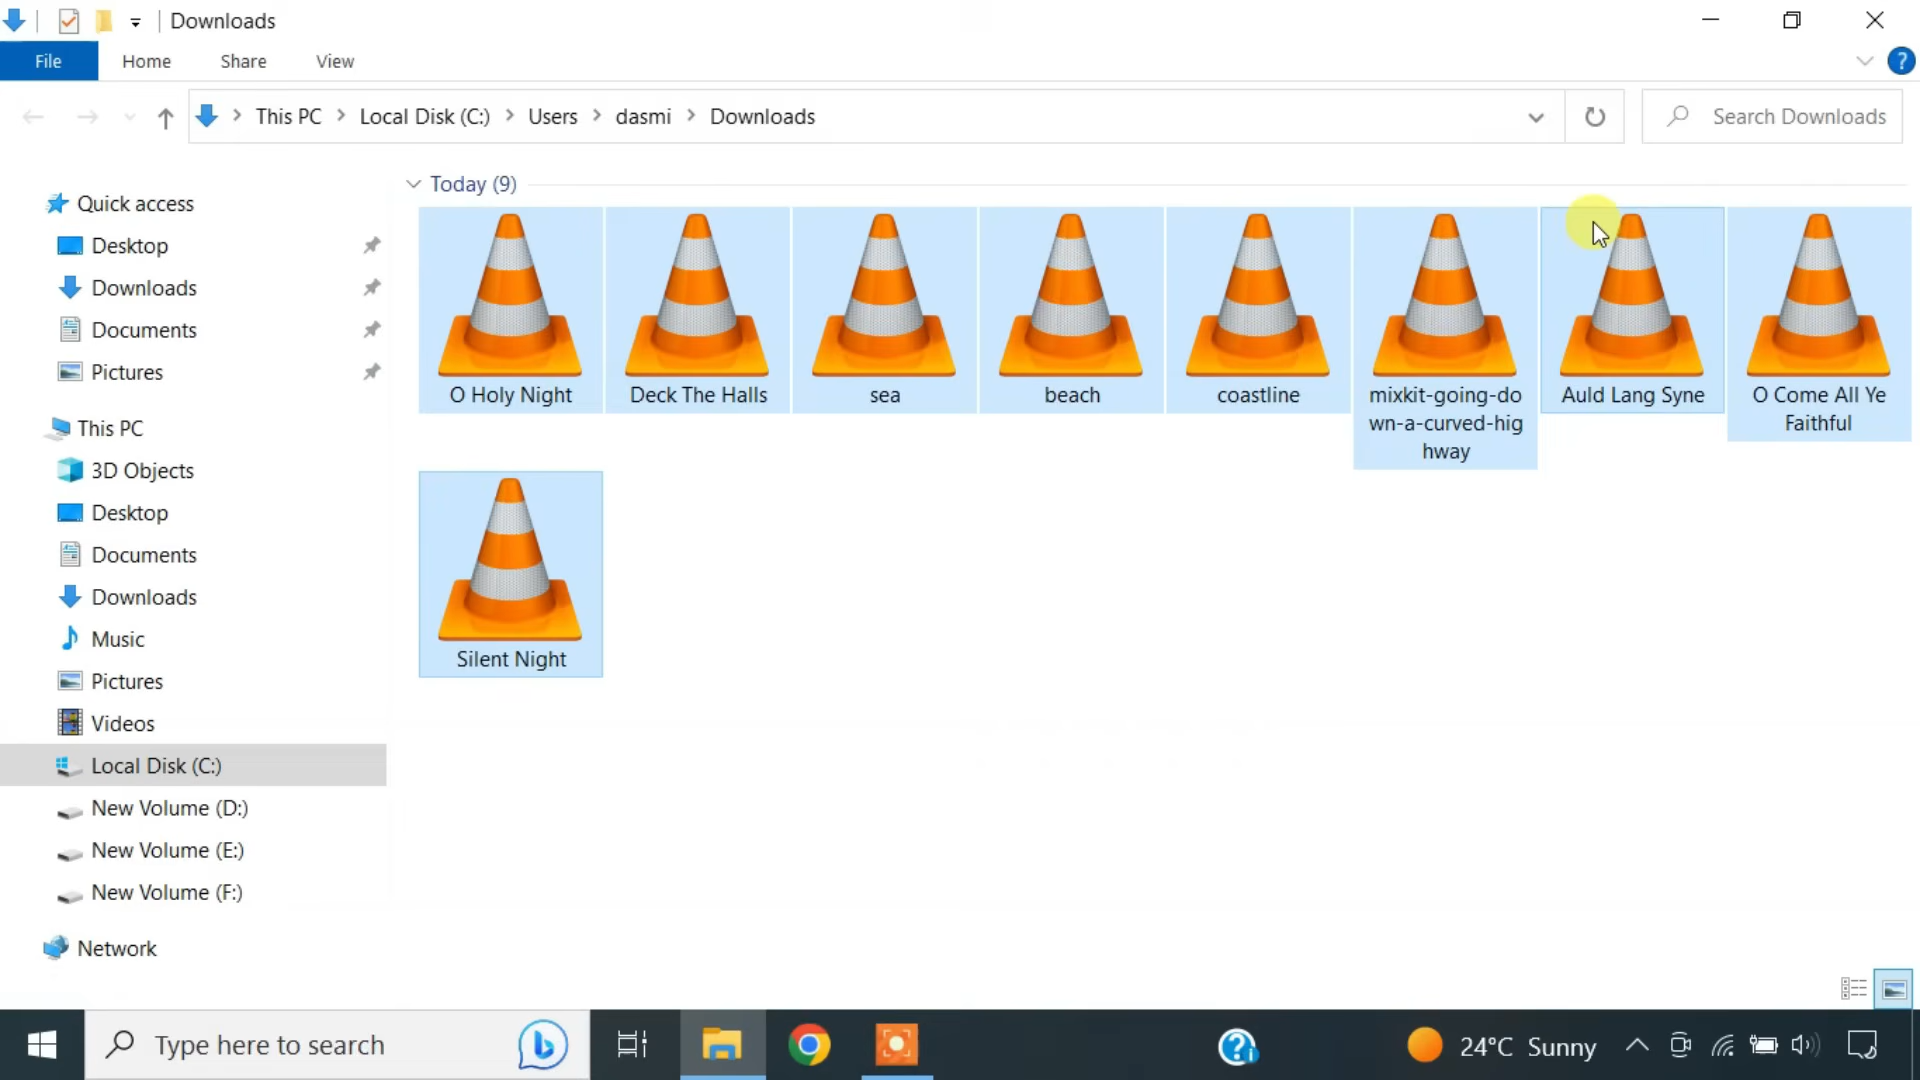 Downloads
File Home Share View
?
This PC Local Disk (C:) Users dasmi Downloads
Search Downloads
Quick access
Desktop
Downloads
Documents
Pictures
This PC
3D Objects
Desktop
Documents
Downloads
Music
Pictures
Videos
Local Disk (C:)
New Volume (D:)
New Volume (E:)
New Volume (F:)
Network
Today (9)
O Holy Night
Deck The Halls
sea
beach
coastline
mixkit-going-do
wn-a-curved-hig
hway
Auld Lang Syne
O Come All Ye
Faithful
Silent Night
Type here to search
b
?
24°C Sunny